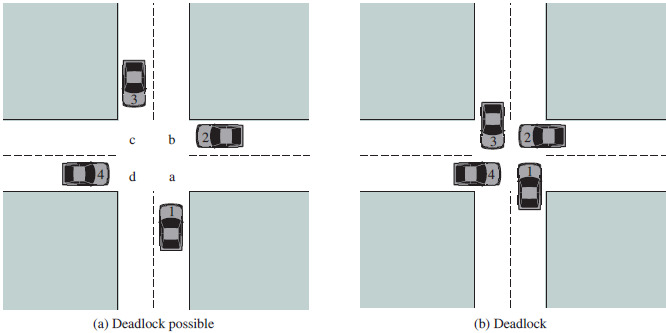 3
c b 2
4 d a
1
(a) Deadlock possible
3 2
4 1
(b) Deadlock